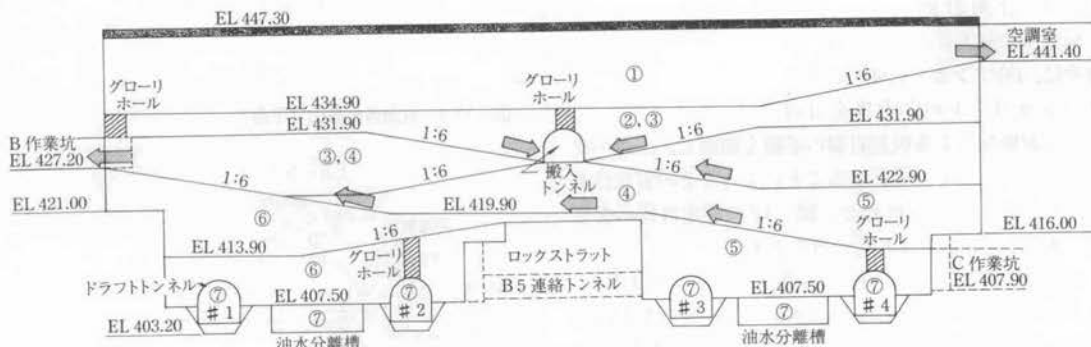 EL 447.30
空調室
EL 441.40
グローリ
ホール
グローリ
ホール
①
1:6
EL 434.90
EL 431.90
②,③
EL 431.90
B作業坑
EL 427.20
1:6
1:6
③,④
1:6
搬入
トンネル
1:6
1:6
EL 422.90
EL 421.00
④
⑤
⑥
EL 419.90
グローリ
ホール
EL 416.00
1:6
1:6
EL 413.90
グローリ
ホール
ロックストラット
⑤
⑥
C作業坑
EL 407.90
ドラフトトンネル
B5連絡トンネル
⑦
#1
EL 407.50
⑦
#2
⑦
#3
EL 407.50
⑦
#4
EL 403.20
⑦
⑦
油水分離槽
油水分離槽